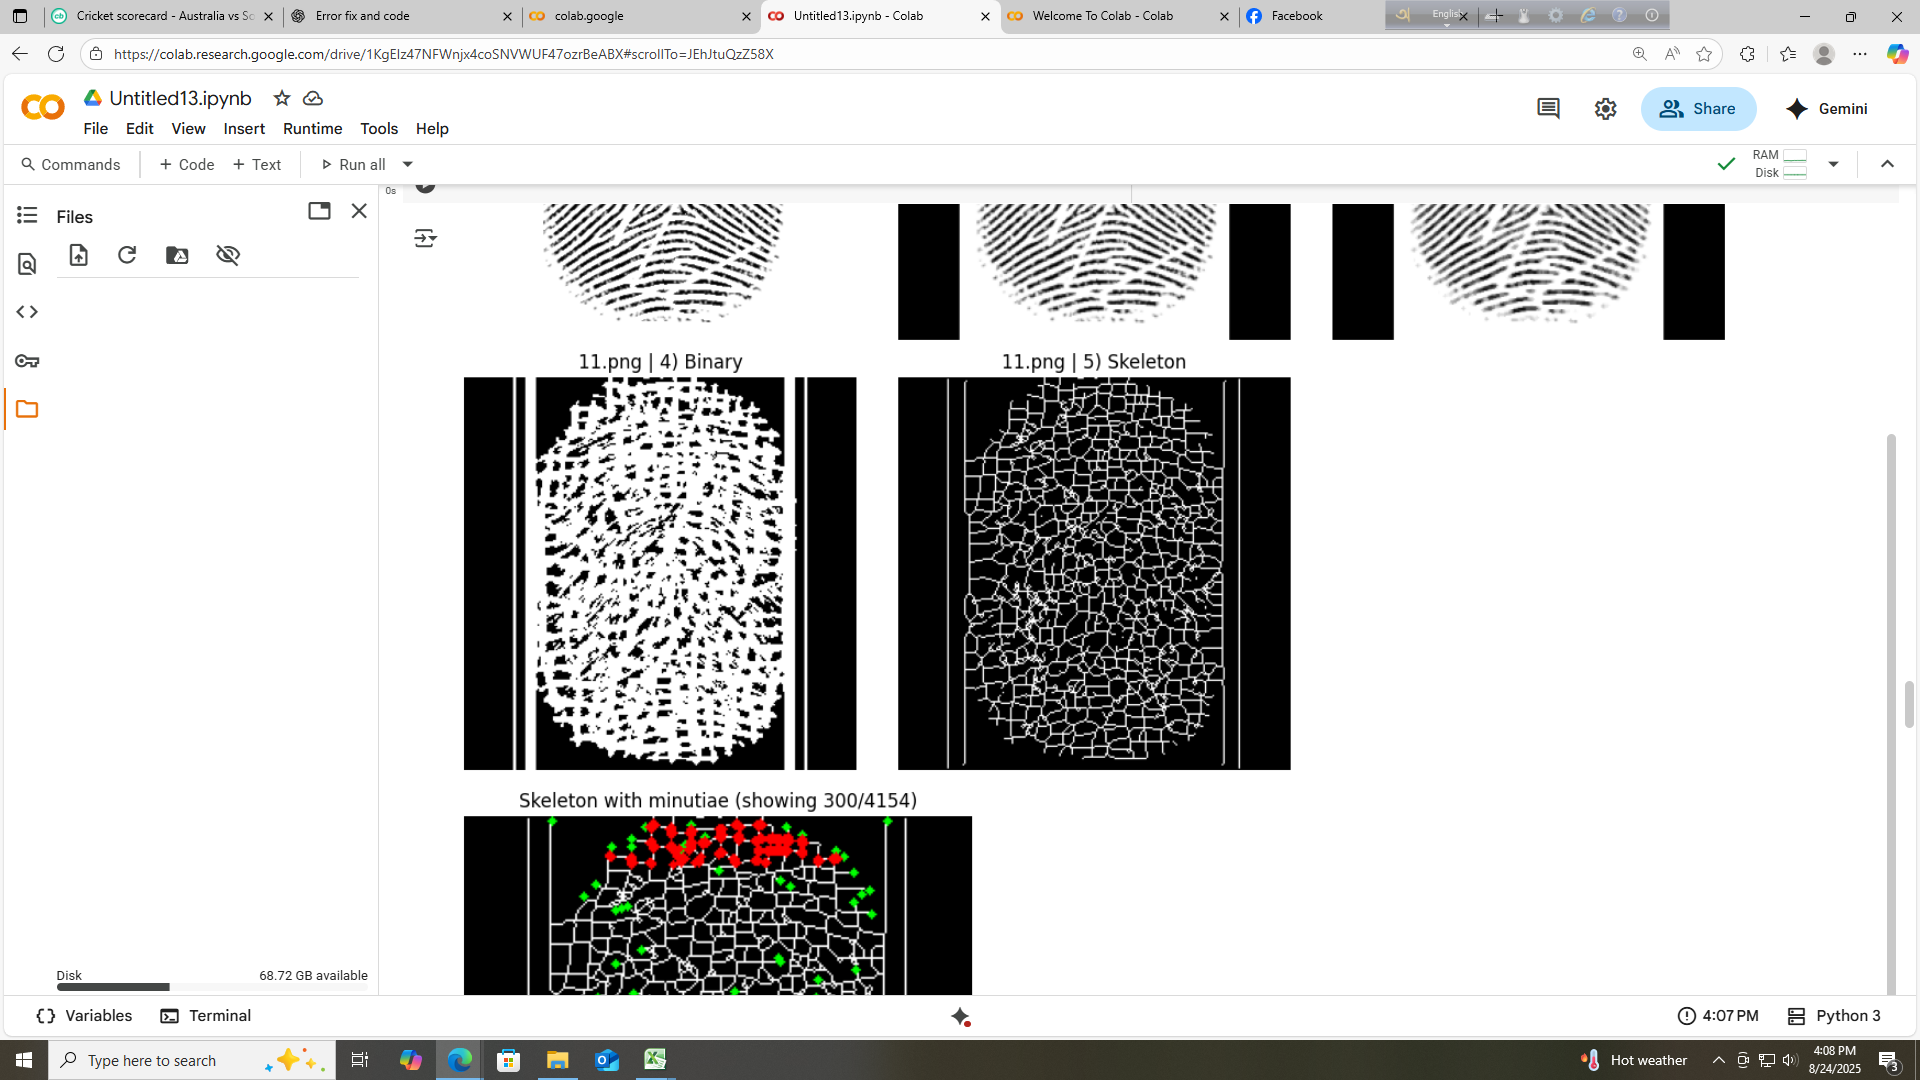 Cricket scorecard - Australia vs So
Error fix and code
colab.google
Untitled13.ipynb - Colab
Welcome To Colab - Colab
Facebook
English
https://colab.research.google.com/drive/1KgElz47NFWnjx4coSNVWUF47ozrBeABX#scrollTo=JEhJtuQzZ58X
Untitled13.ipynb
File Edit View Insert Runtime Tools Help
Share
Gemini
Commands
+ Code
+ Text
Run all
RAM
Disk
Files
0s
11.png | 4) Binary
11.png | 5) Skeleton
Skeleton with minutiae (showing 300/4154)
Disk
68.72 GB available
Variables
Terminal
4:07 PM
Python 3
Type here to search
Hot weather
4:08 PM
8/24/2025
3